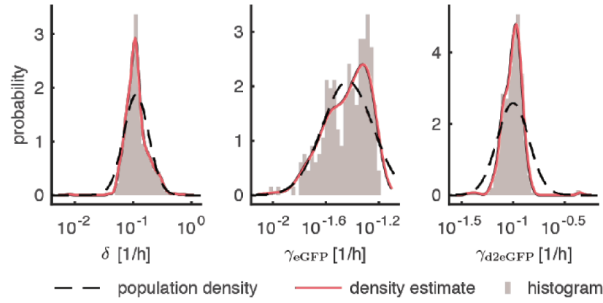 probability
3
2
1
0
10^-2 10^-1 10^0
δ [1/h]
3
2
1
0
10^-2 10^-1.6 10^-1.2
γ_eGFP [1/h]
4
2
0
10^-1.5 10^-1 10^-0.5
γ_d2eGFP [1/h]
population density density estimate histogram